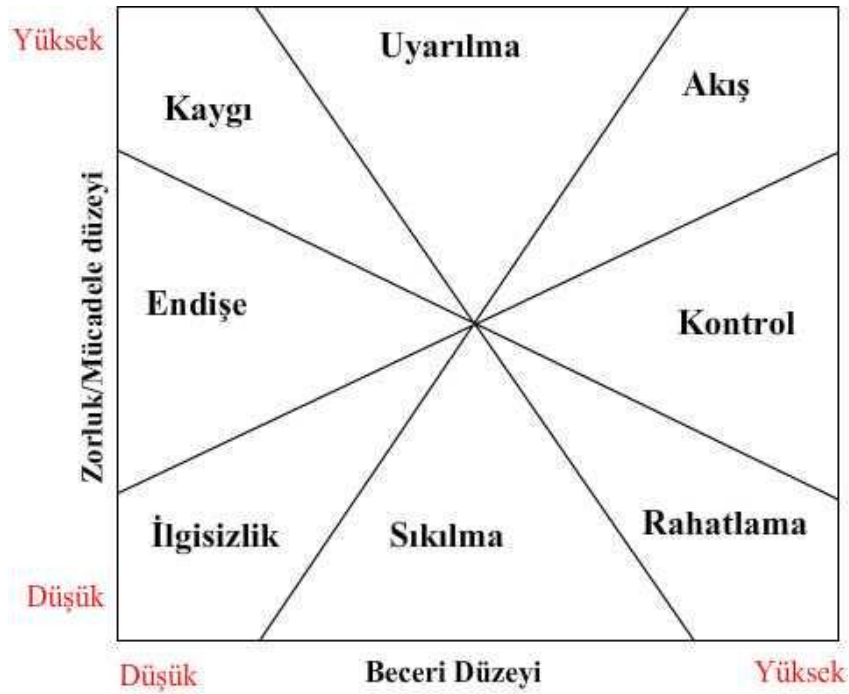 Yüksek
Uyarılma
Akış
Kaygı
Zorluk/Mücadele düzeyi
Endişe
Kontrol
İlgisizlik
Sıkılma
Rahatlama
Düşük
Düşük
Beceri Düzeyi
Yüksek